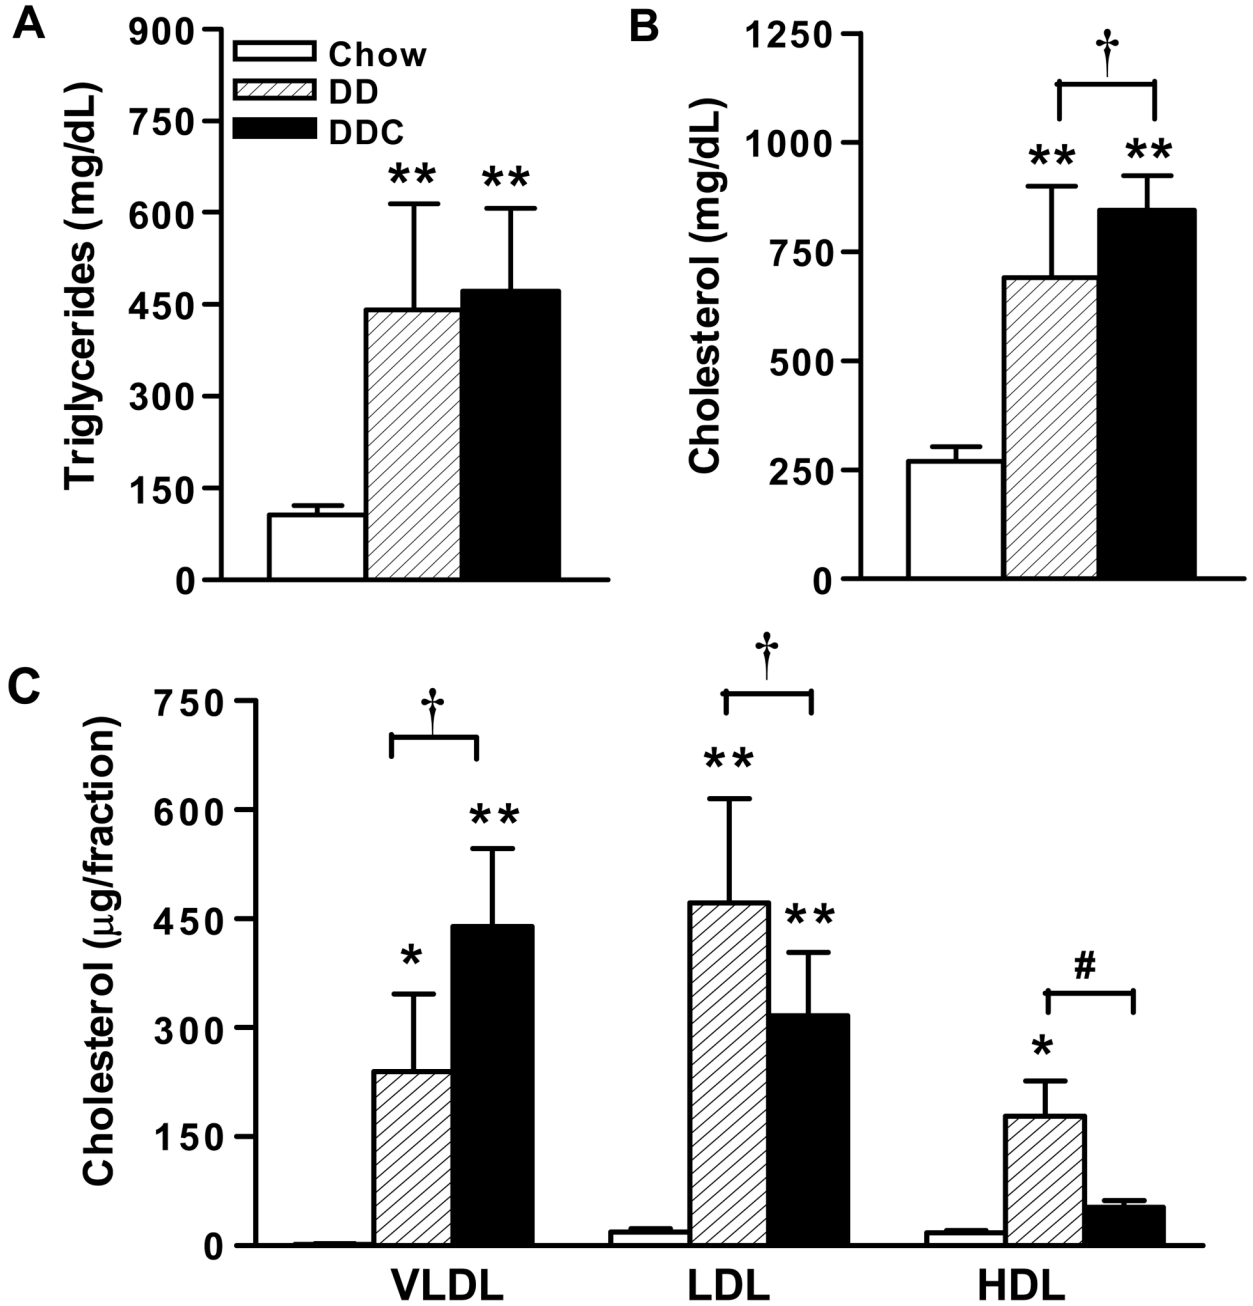 A
900
750
600
450
300
150
0
Triglycerides (mg/dL)
Chow
DD
DDC
** **
B
1250
1000
750
500
250
0
Cholesterol (mg/dL)
†
** **
C
750
600
450
300
150
0
Cholesterol (µg/fraction)
†
* **
†
** **
#
*
VLDL LDL HDL